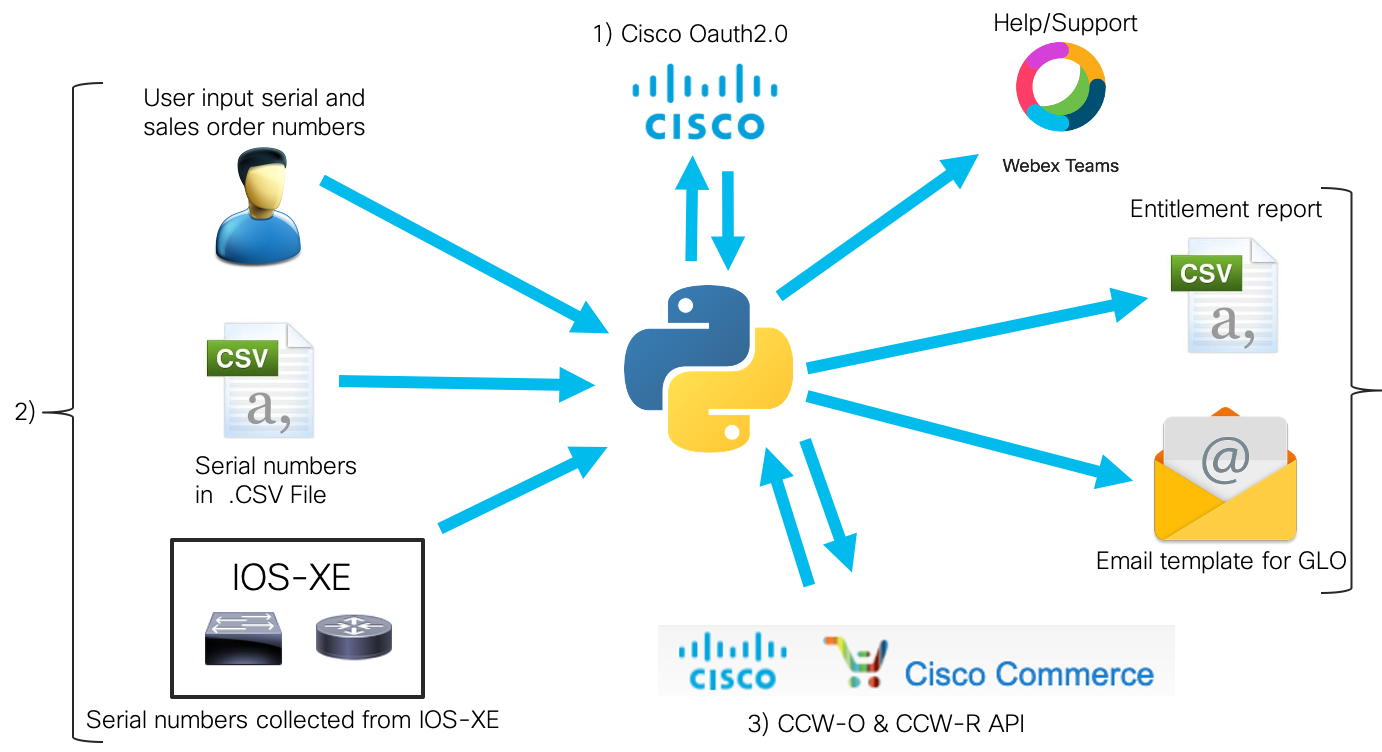 1) Cisco Oauth2.0
CISCO
Help/Support
Webex Teams
2)
User input serial and
sales order numbers
CSV
a,
Serial numbers
in .CSV File
IOS-XE
Serial numbers collected from IOS-XE
Entitlement report
CSV
a,
@
Email template for GLO
CISCO
Cisco Commerce
3) CCW-O & CCW-R API